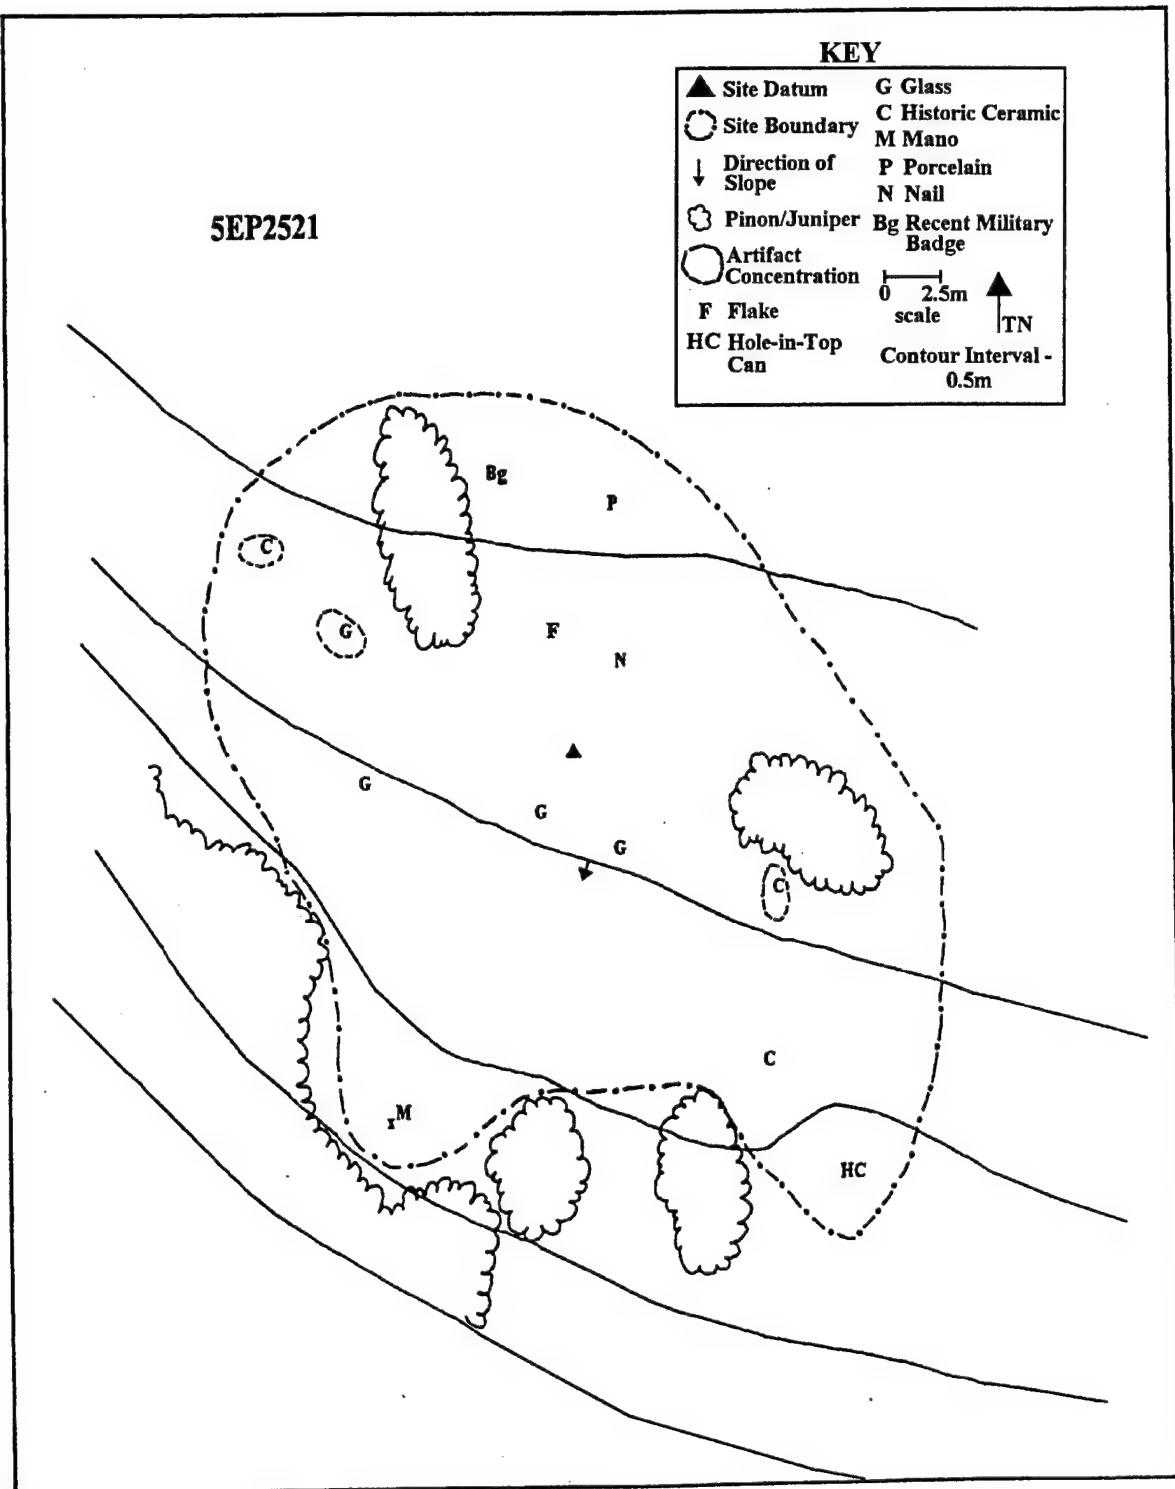 KEY
Site Datum
Site Boundary
Direction of
Slope
Pinon/Juniper
Artifact
Concentration
F Flake
HC Hole-in-Top
Can
G Glass
C Historic Ceramic
M Mano
P Porcelain
N Nail
Bg Recent Military
Badge
0 2.5m
scale
TN
Contour Interval -
0.5m
5EP2521
Bg
P
C
G
F
N
G
G
G
C
C
xM
HC